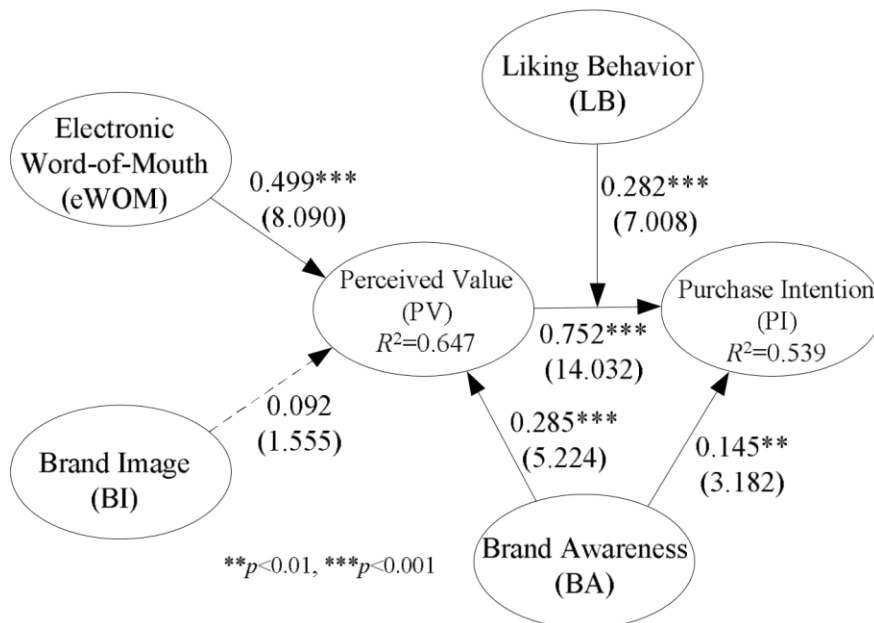 Liking Behavior
(LB)
Electronic
Word-of-Mouth
(eWOM)
0.499***
(8.090)
0.282***
(7.008)
Perceived Value
(PV)
R²=0.647
0.752***
(14.032)
Purchase Intention
(PI)
R²=0.539
0.092
(1.555)
0.285***
(5.224)
0.145**
(3.182)
Brand Image
(BI)
Brand Awareness
(BA)
**p<0.01, ***p<0.001